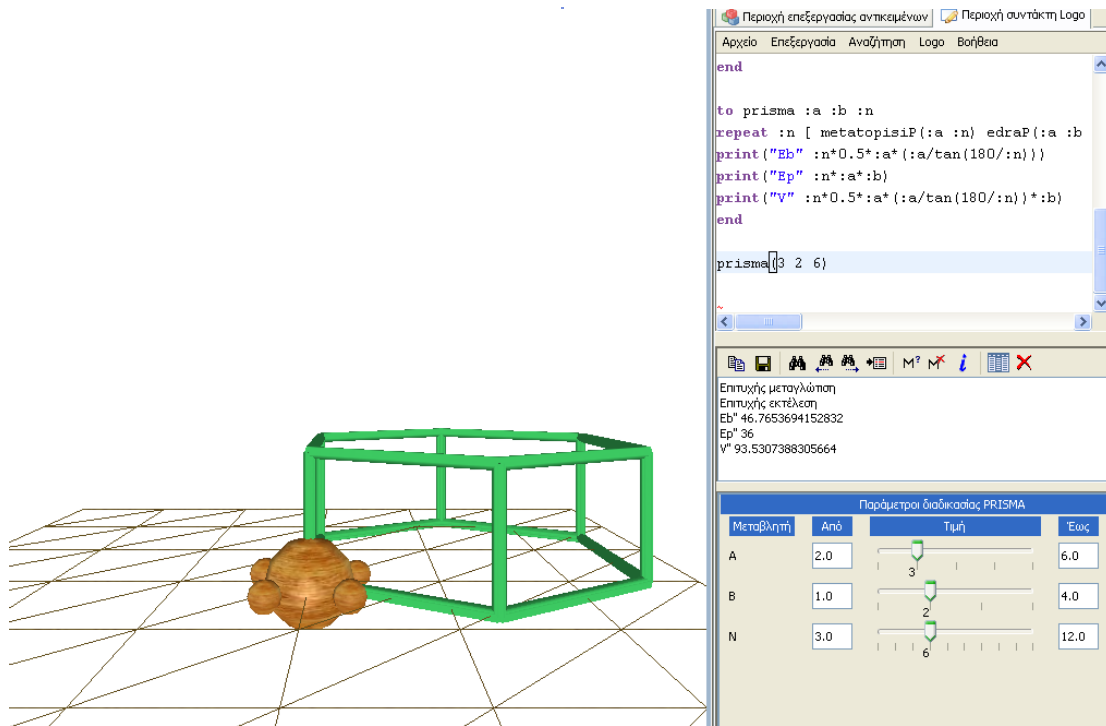 Περιοχή επεξεργασίας αντικειμένων Περιοχή συντάκτη Logo
Αρχείο Επεξεργασία Αναζήτηση Logo Βοήθεια
end
to prisma :a :b :n
repeat :n [ metatopisiP(:a :n) edraP(:a :b
print("Eb" :n*0.5*:a*(:a/tan(180/:n)))
print("Ep" :n*:a*:b)
print("V" :n*0.5*:a*(:a/tan(180/:n))*:b)
end
prisma(3 2 6)
~
M? M i
Επιτυχής μεταγλώτιση
Επιτυχής εκτέλεση
Eb" 46.7653694152832
Ep" 36
V" 93.5307388305664
Παράμετροι διαδικασίας PRISMA
Μεταβλητή Από Τιμή Έως
A 2.0 3 6.0
B 1.0 2 4.0
N 3.0 6 12.0